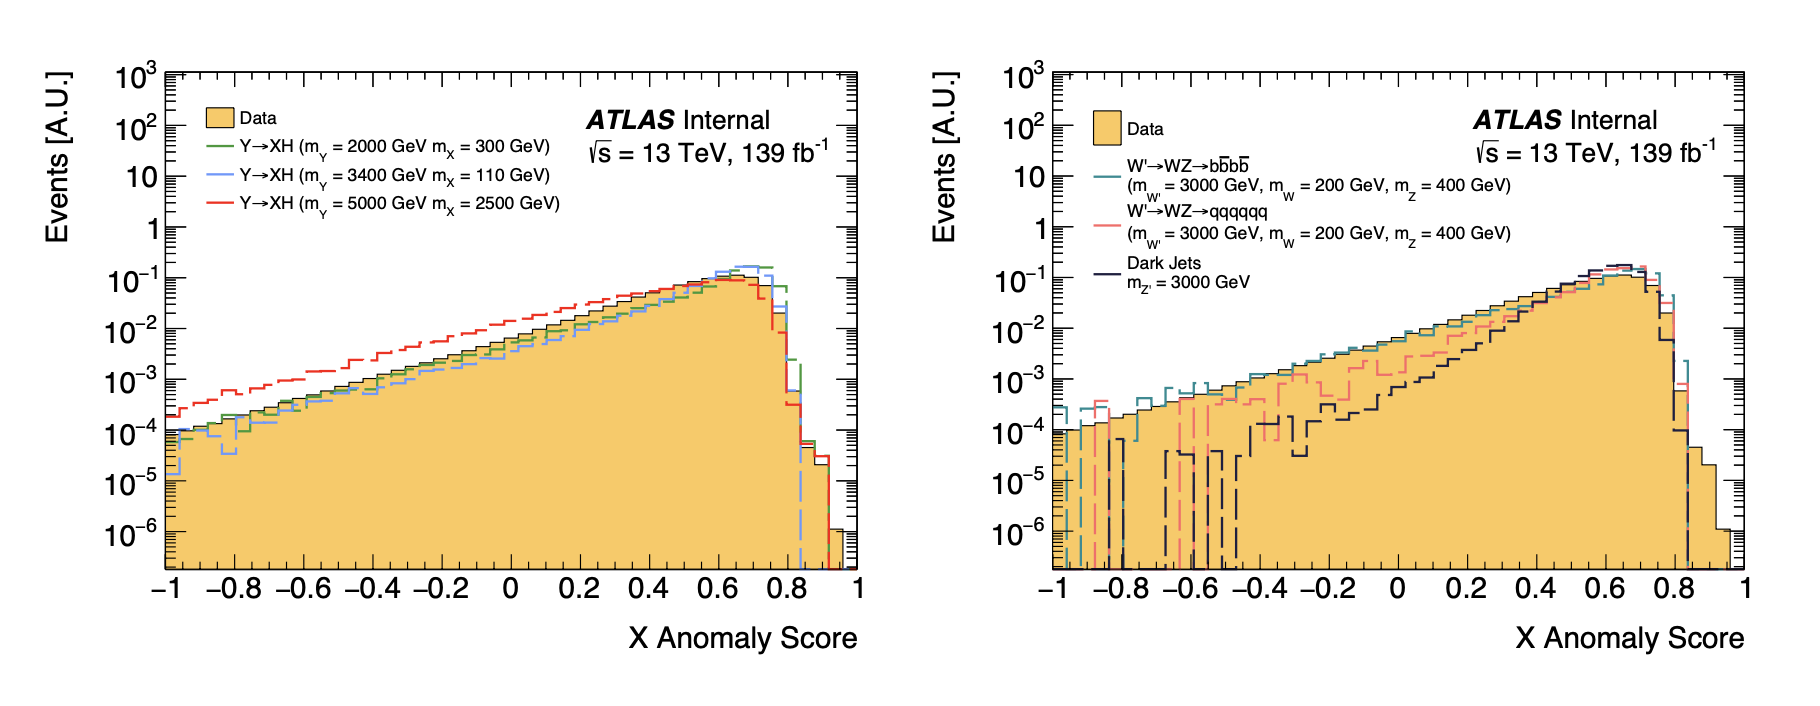 Events [A.U.]
10³
10²
10
1
10⁻¹
10⁻²
10⁻³
10⁻⁴
10⁻⁵
10⁻⁶
Data
Y→XH (m_Y = 2000 GeV m_X = 300 GeV)
Y→XH (m_Y = 3400 GeV m_X = 110 GeV)
Y→XH (m_Y = 5000 GeV m_X = 2500 GeV)
ATLAS Internal
√s = 13 TeV, 139 fb⁻¹
−1 −0.8 −0.6 −0.4 −0.2 0 0.2 0.4 0.6 0.8 1
X Anomaly Score
Events [A.U.]
10³
10²
10
1
10⁻¹
10⁻²
10⁻³
10⁻⁴
10⁻⁵
10⁻⁶
Data
W'→WZ→bb̅bb̅
(m_W' = 3000 GeV, m_W = 200 GeV, m_Z = 400 GeV)
W'→WZ→qqqqqq
(m_W' = 3000 GeV, m_W = 200 GeV, m_Z = 400 GeV)
Dark Jets
m_Z' = 3000 GeV
ATLAS Internal
√s = 13 TeV, 139 fb⁻¹
−1 −0.8 −0.6 −0.4 −0.2 0 0.2 0.4 0.6 0.8 1
X Anomaly Score